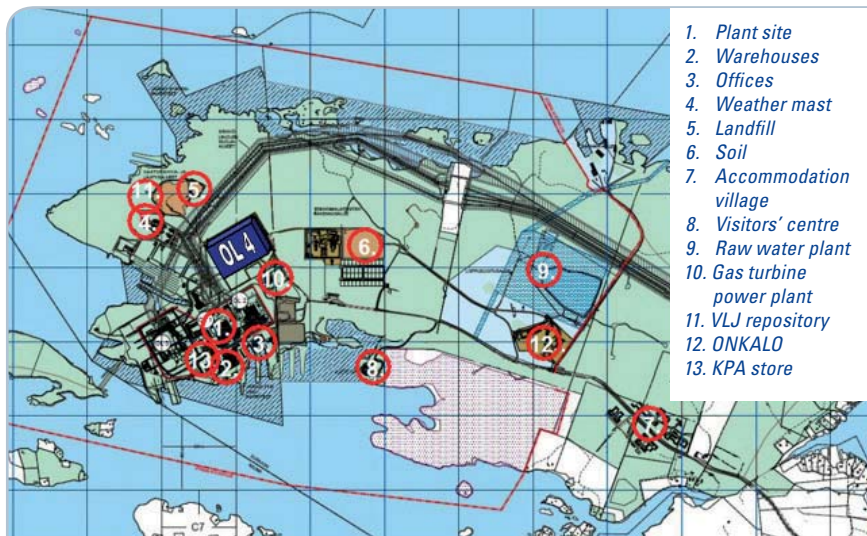 1. Plant site
2. Warehouses
3. Offices
4. Weather mast
5. Landfill
6. Soil
7. Accommodation
village
8. Visitors' centre
9. Raw water plant
10. Gas turbine
power plant
11. VLJ repository
12. ONKALO
13. KPA store
11
5
4
OL 4
6
10
9
1
3
13
2
8
12
7
C7